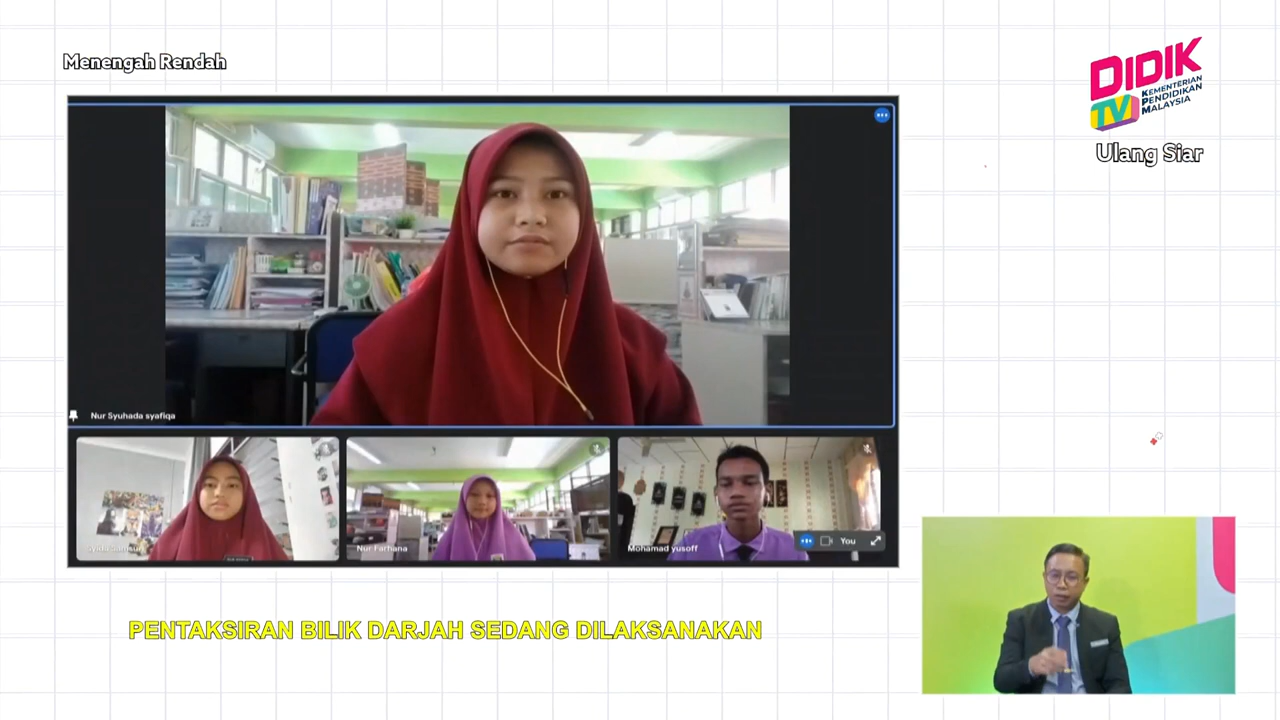 Menengah Rendah
DIDIK
TV
KEMENTERIAN
PENDIDIKAN
MALAYSIA
Ulang Siar
Nur Syuhada syafiqa
Nur Farhana
Mohamad yusoff
You
PENTAKSIRAN BILIK DARJAH SEDANG DILAKSANAKAN